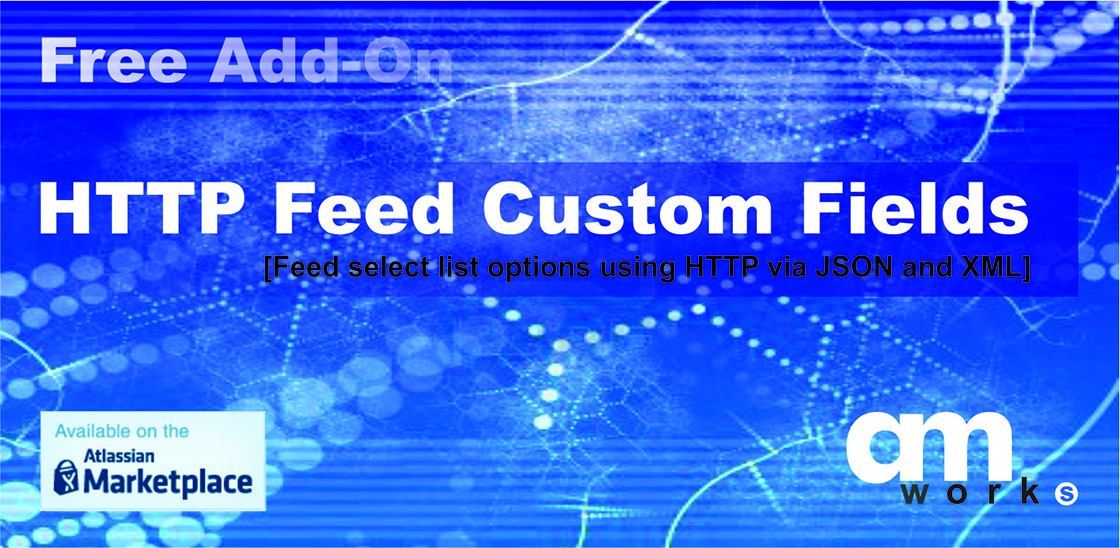 Free Add-On
HTTP Feed Custom Fields
[Feed select list options using HTTP via JSON and XML]
Available on the
Atlassian
Marketplace
am
works